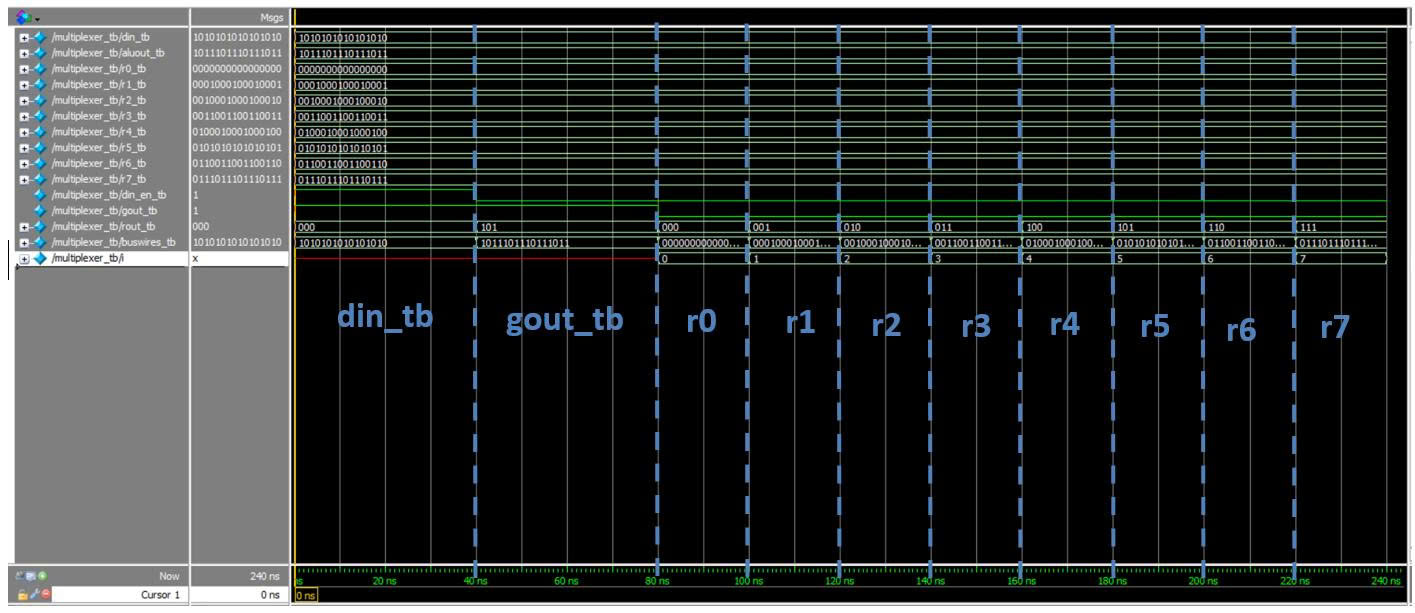 Msgs
/multiplexer_tb/din_tb 1010101010101010 1010101010101010
/multiplexer_tb/aluout_tb 1011101110111011 1011101110111011
/multiplexer_tb/r0_tb 0000000000000000 0000000000000000
/multiplexer_tb/r1_tb 0001000100010001 0001000100010001
/multiplexer_tb/r2_tb 0010001000100010 0010001000100010
/multiplexer_tb/r3_tb 0011001100110011 0011001100110011
/multiplexer_tb/r4_tb 0100010001000100 0100010001000100
/multiplexer_tb/r5_tb 0101010101010101 0101010101010101
/multiplexer_tb/r6_tb 0110011001100110 0110011001100110
/multiplexer_tb/r7_tb 0111011101110111 0111011101110111
/multiplexer_tb/din_en_tb 1
/multiplexer_tb/gout_tb 1
/multiplexer_tb/rout_tb 000 000 101 000 001 010 011 100 101 110 111
/multiplexer_tb/buswires_tb 1010101010101010 1010101010101010 1011101110111011 000000000000... 000100010001... 001000100010... 001100110011... 010001000100... 010101010101... 011001100110... 011101110111...
/multiplexer_tb/i x 0 1 2 3 4 5 6 7
din_tb gout_tb r0 r1 r2 r3 r4 r5 r6 r7
Now 240 ns ns 20 ns 40 ns 60 ns 80 ns 100 ns 120 ns 140 ns 160 ns 180 ns 200 ns 220 ns 240 ns
Cursor 1 0 ns 0 ns